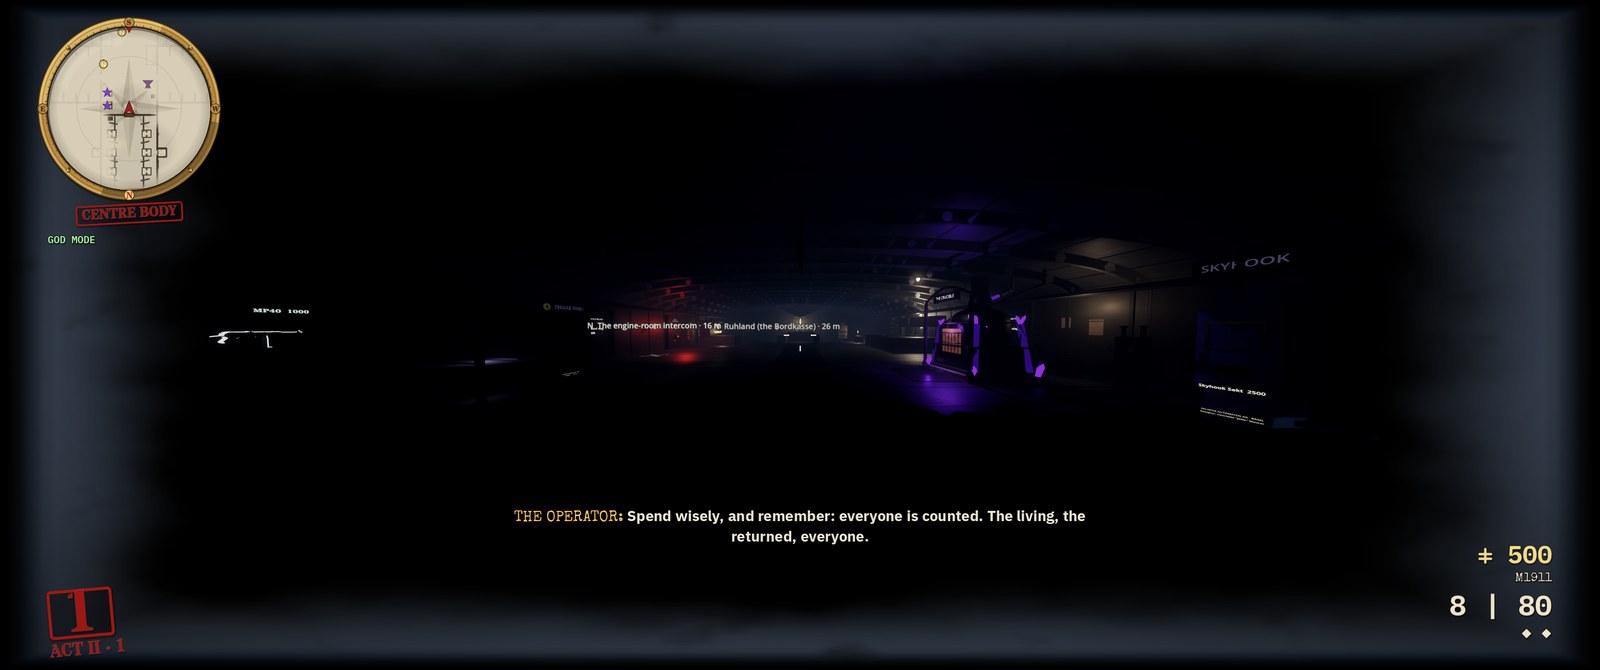 S
E
W
N
CENTRE BODY
GOD MODE
SKYHOOK
MP40 1000
The engine-room intercom · 16 m
Ruhland (the Bordkasse) · 26 m
Skyhook Sekt 2500
THE OPERATOR: Spend wisely, and remember: everyone is counted. The living, the
returned, everyone.
500
M1911
8 | 80
1
ACT II - 1